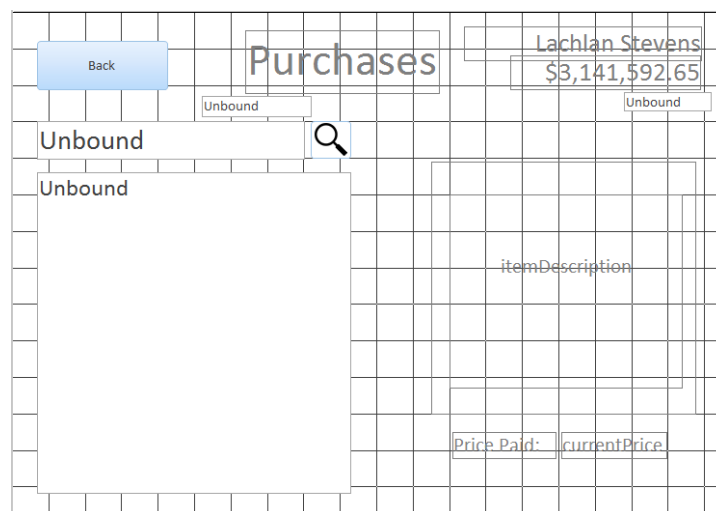 Back
Purchases
Lachlan Stevens
$3,141,592.65
Unbound
Unbound
Unbound
Unbound
itemDescription
Price Paid:
currentPrice